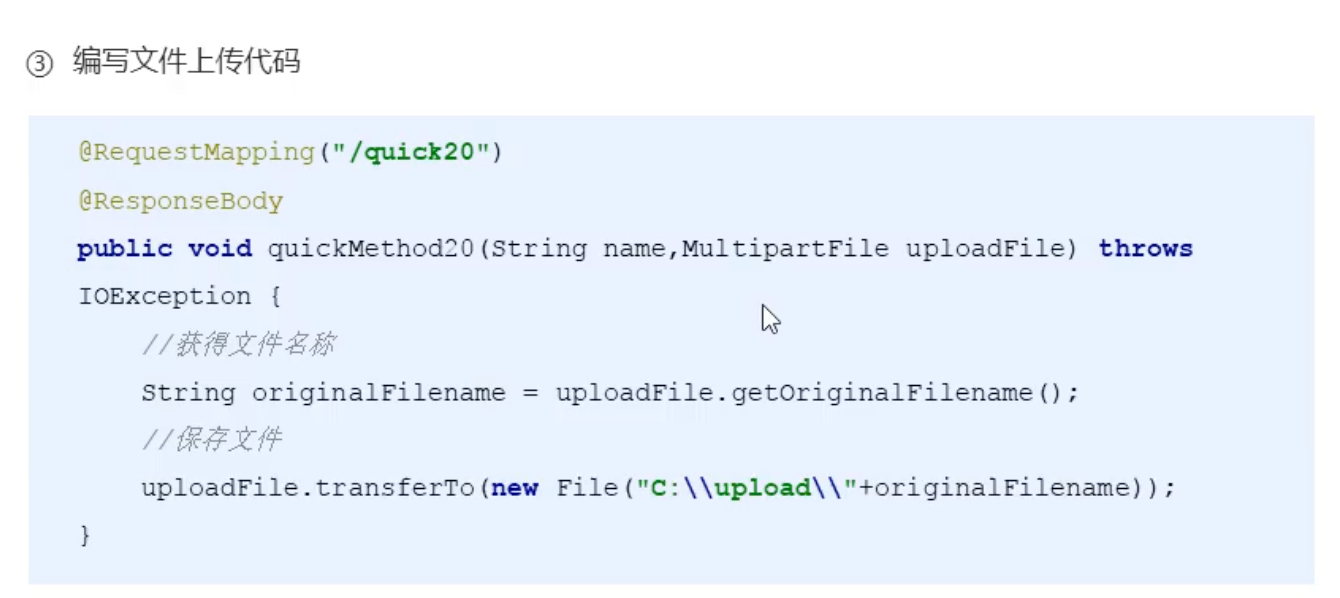 ③ 编写文件上传代码
@RequestMapping("/quick20")
@ResponseBody
public void quickMethod20(String name,MultipartFile uploadFile) throws
IOException {
//获得文件名称
String originalFilename = uploadFile.getOriginalFilename();
//保存文件
uploadFile.transferTo(new File("C:\\upload\\"+originalFilename));
}